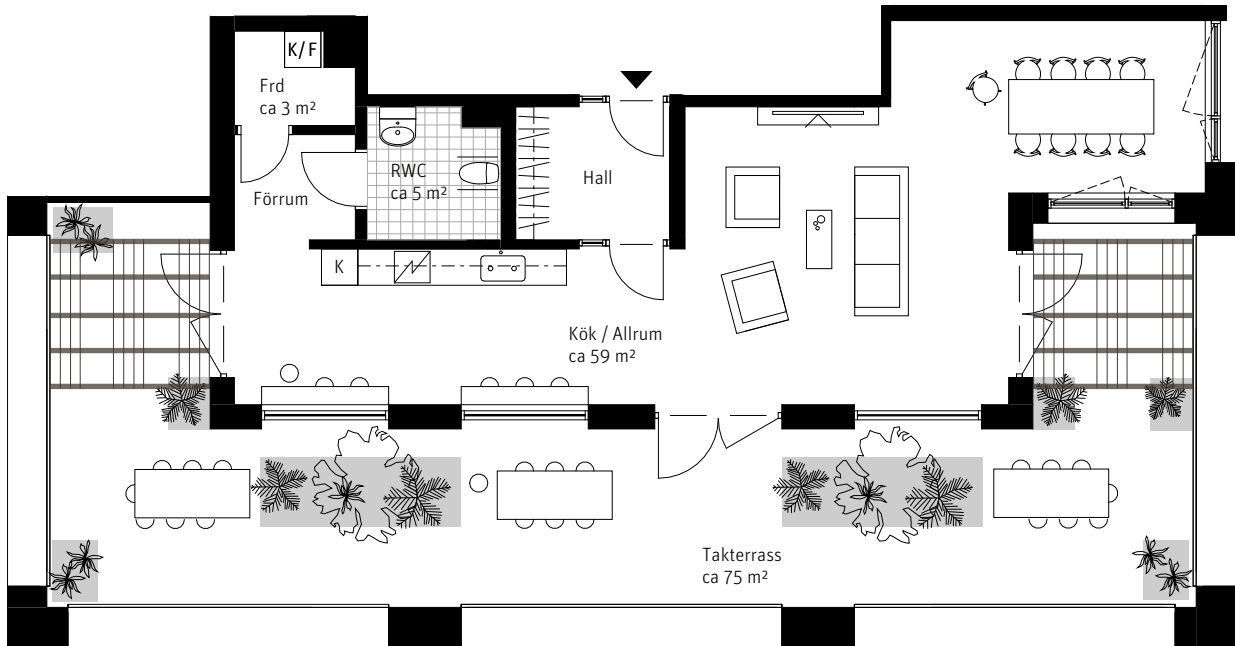 K/F
Frd
ca 3 m²
RWC
ca 5 m²
Hall
Förrum
K
Kök / Allrum
ca 59 m²
Takterrass
ca 75 m²